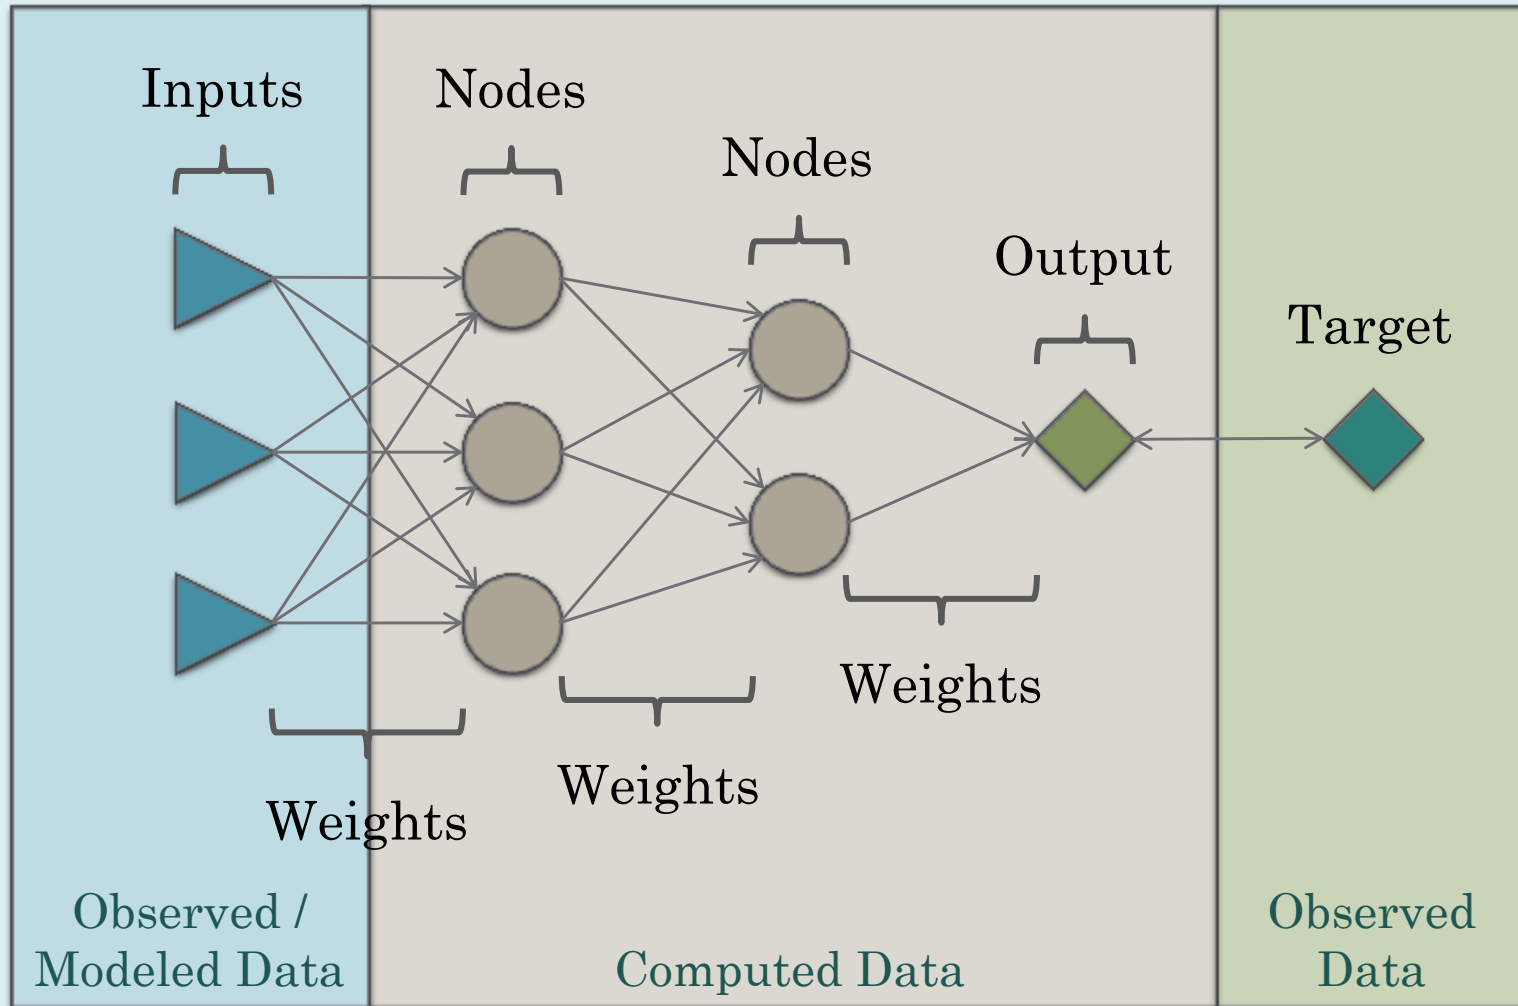 Inputs
Nodes
Nodes
Output
Target
Weights
Weights
Weights
Observed /
Modeled Data
Computed Data
Observed
Data